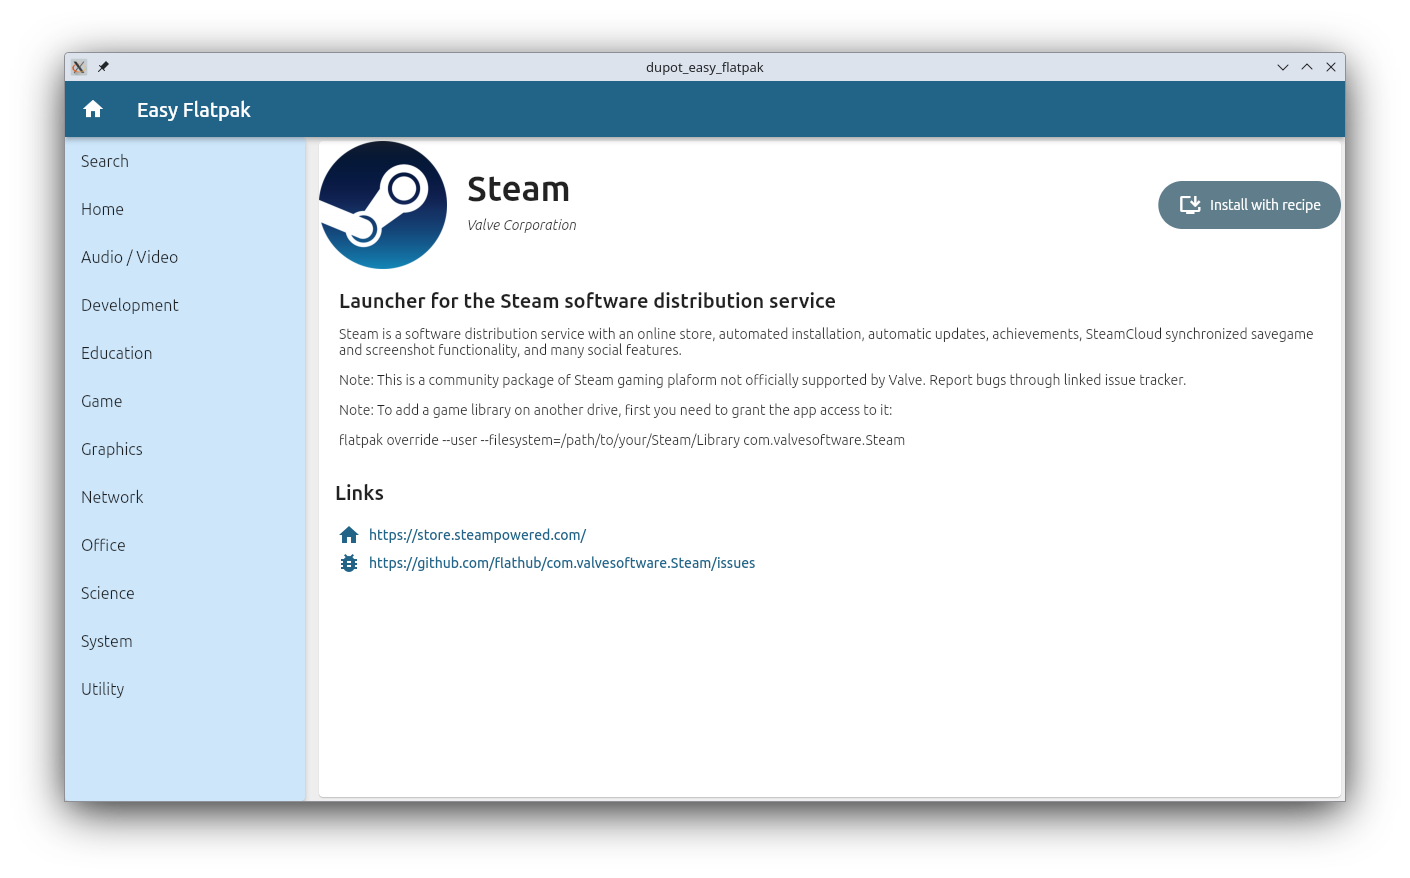 dupot_easy_flatpak
Easy Flatpak
Search
Home
Audio / Video
Development
Education
Game
Graphics
Network
Office
Science
System
Utility
Steam
Valve Corporation
Install with recipe
Launcher for the Steam software distribution service
Steam is a software distribution service with an online store, automated installation, automatic updates, achievements, SteamCloud synchronized savegame
and screenshot functionality, and many social features.
Note: This is a community package of Steam gaming plaform not officially supported by Valve. Report bugs through linked issue tracker.
Note: To add a game library on another drive, first you need to grant the app access to it:
flatpak override --user --filesystem=/path/to/your/Steam/Library com.valvesoftware.Steam
Links
https://store.steampowered.com/
https://github.com/flathub/com.valvesoftware.Steam/issues